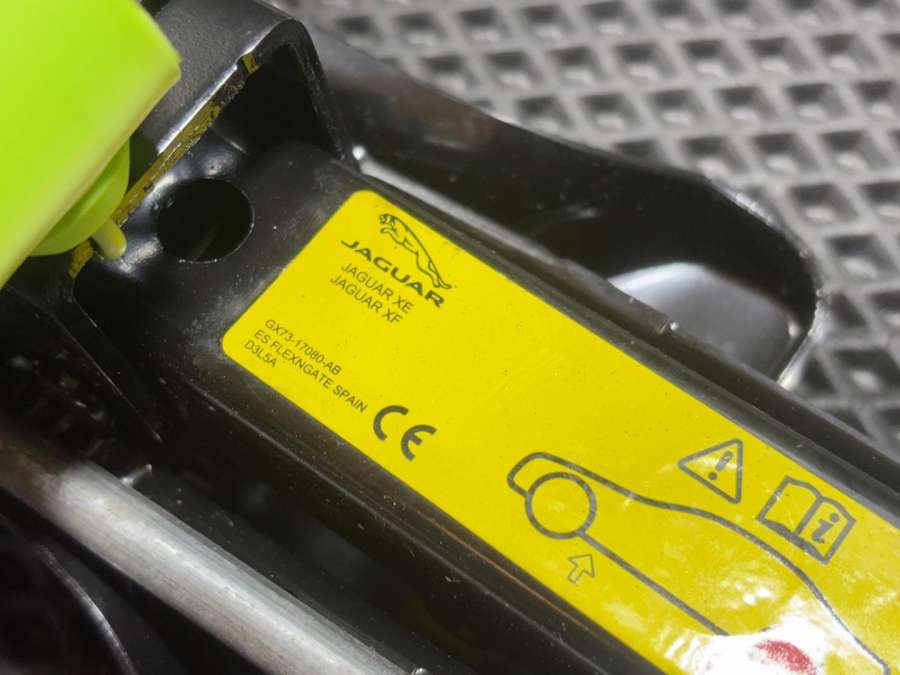 JAGUAR
JAGUAR XE
JAGUAR XF
GX73-17080-AB
ES FLEXNGATE SPAIN
D3L5A
CE